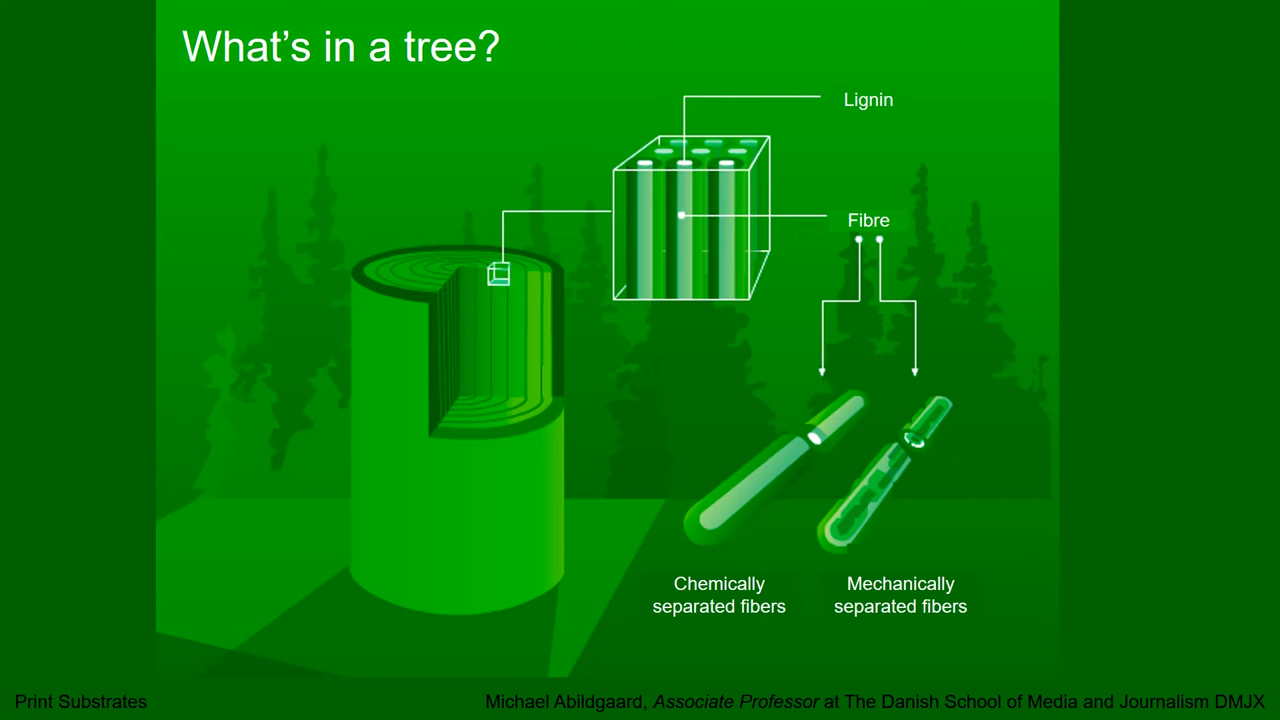 What’s in a tree?
Lignin
Fibre
Chemically
separated fibers
Mechanically
separated fibers
Print Substrates
Michael Abildgaard, Associate Professor at The Danish School of Media and Journalism DMJX